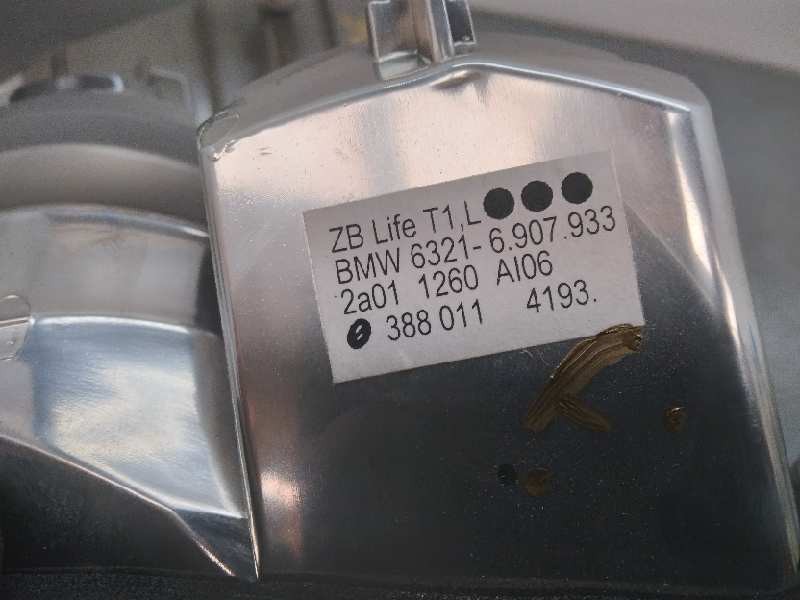 ZB Life T1,L
BMW 6321- 6.907.933
2a01 1260 AI06
388 011 4193.